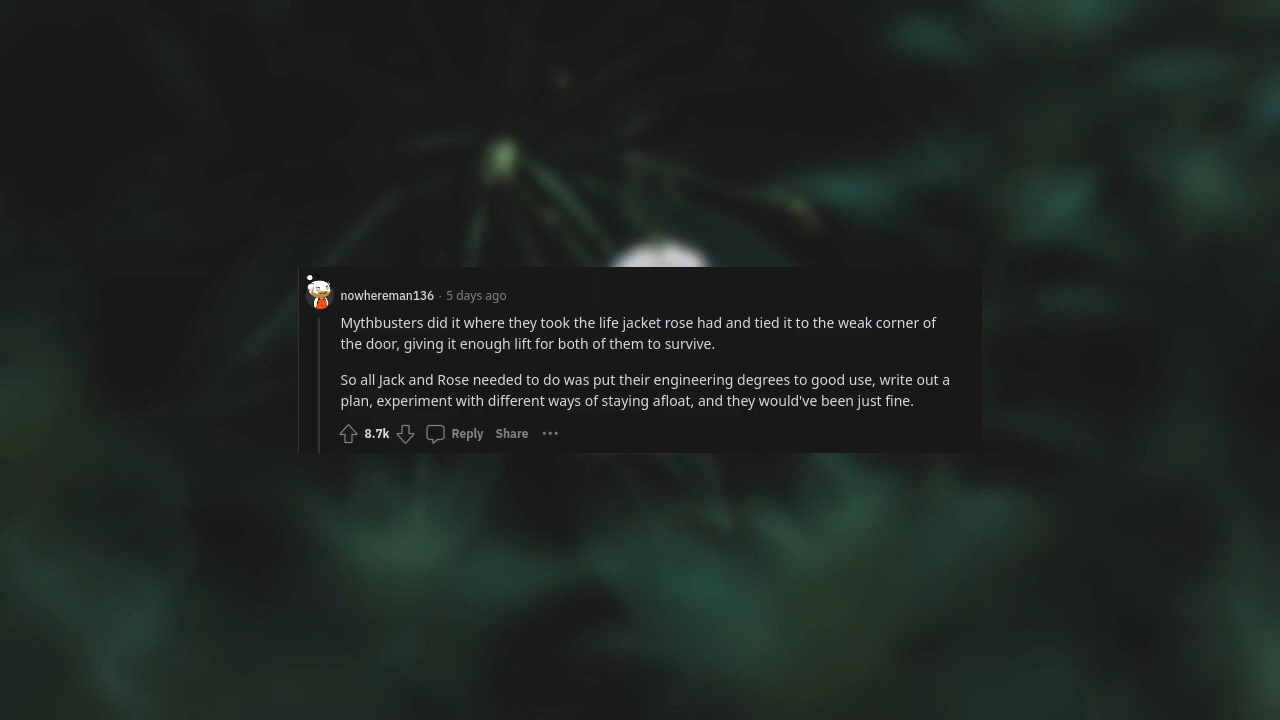 nowhereman136 · 5 days ago
Mythbusters did it where they took the life jacket rose had and tied it to the weak corner of
the door, giving it enough lift for both of them to survive.
So all Jack and Rose needed to do was put their engineering degrees to good use, write out a
plan, experiment with different ways of staying afloat, and they would've been just fine.
8.7k Reply Share ···